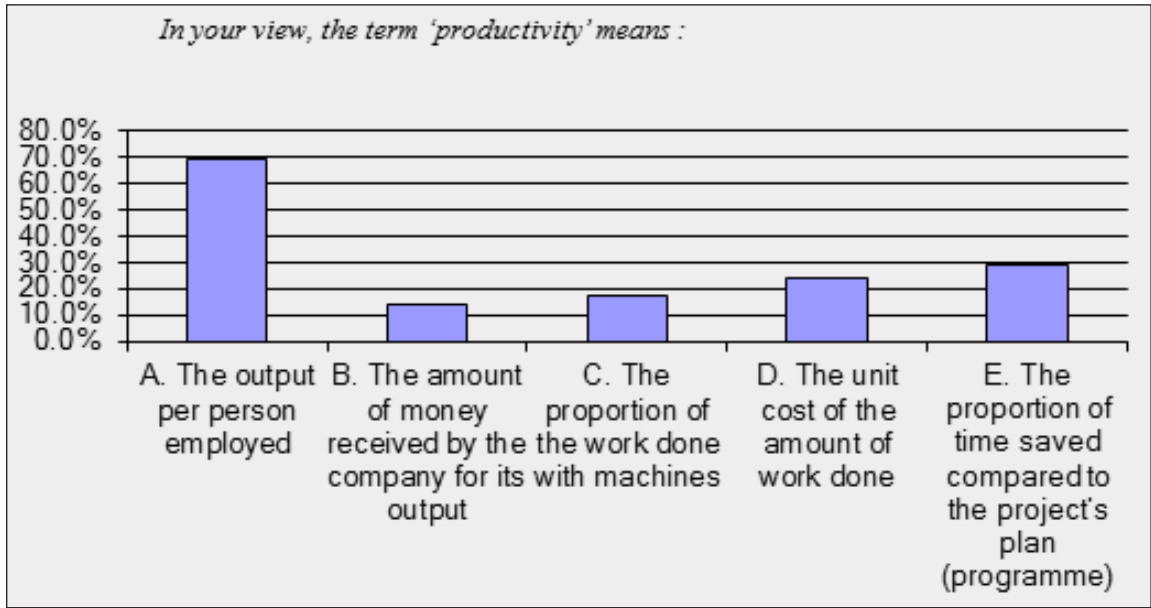 In your view, the term ‘productivity’ means :
80.0%
70.0%
60.0%
50.0%
40.0%
30.0%
20.0%
10.0%
0.0%
A. The output
per person
employed
B. The amount
of money
received by the
company for its
output
C. The
proportion of
the work done
with machines
D. The unit
cost of the
amount of
work done
E. The
proportion of
time saved
compared to
the project's
plan
(programme)